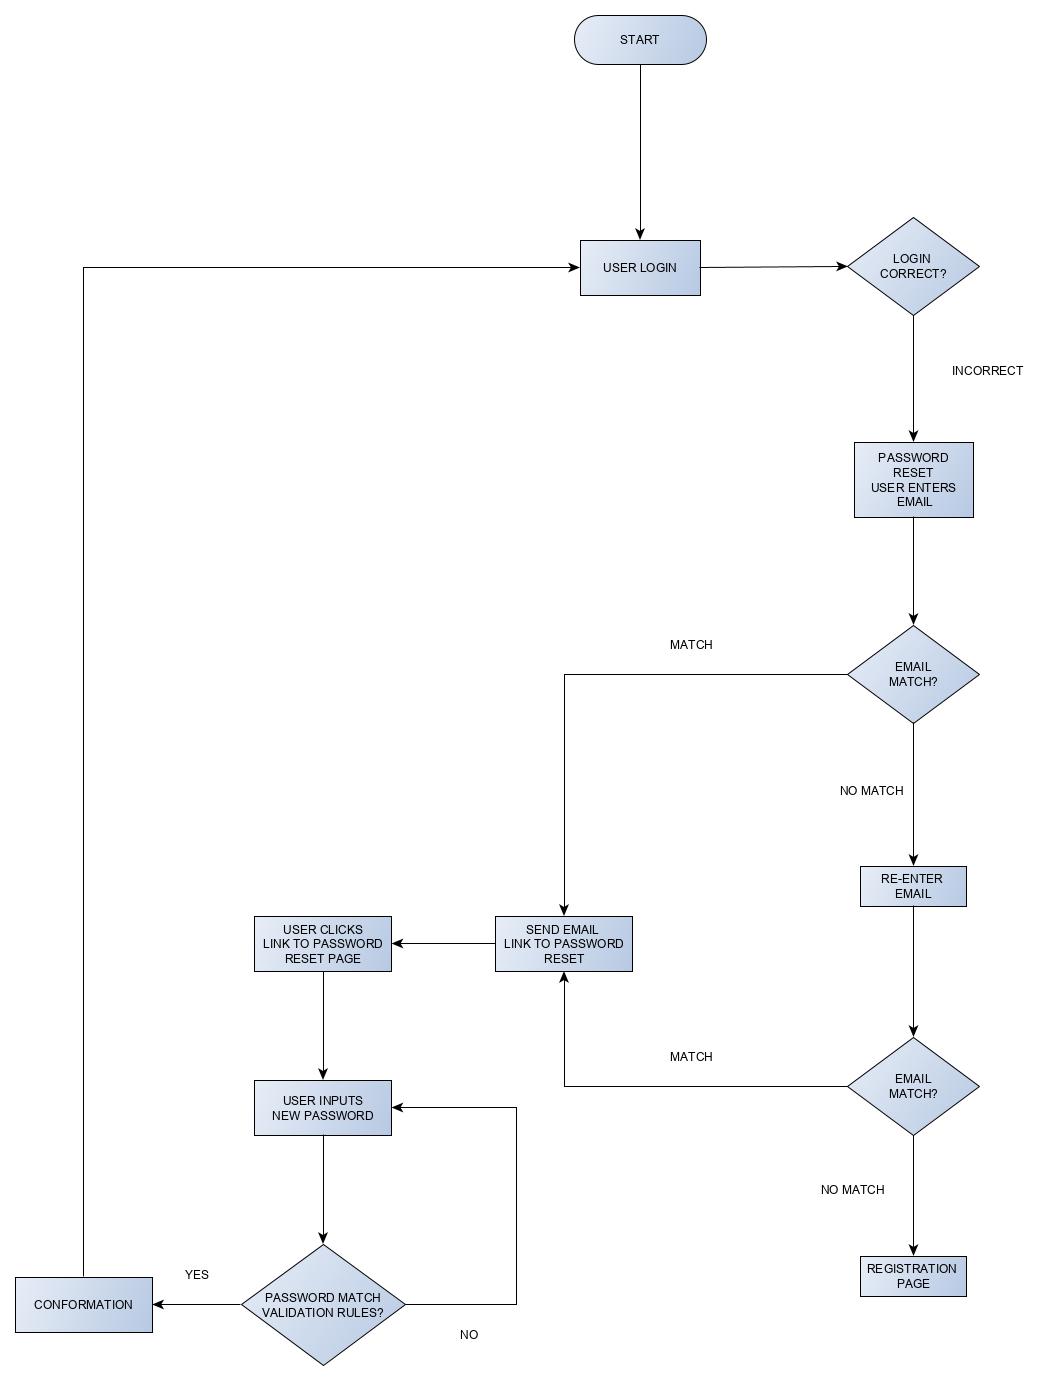 START
USER LOGIN
LOGIN
CORRECT?
INCORRECT
PASSWORD
RESET
USER ENTERS
EMAIL
MATCH
EMAIL
MATCH?
NO MATCH
RE-ENTER
EMAIL
USER CLICKS
LINK TO PASSWORD
RESET PAGE
SEND EMAIL
LINK TO PASSWORD
RESET
MATCH
EMAIL
MATCH?
USER INPUTS
NEW PASSWORD
NO MATCH
REGISTRATION
PAGE
YES
CONFORMATION
PASSWORD MATCH
VALIDATION RULES?
NO